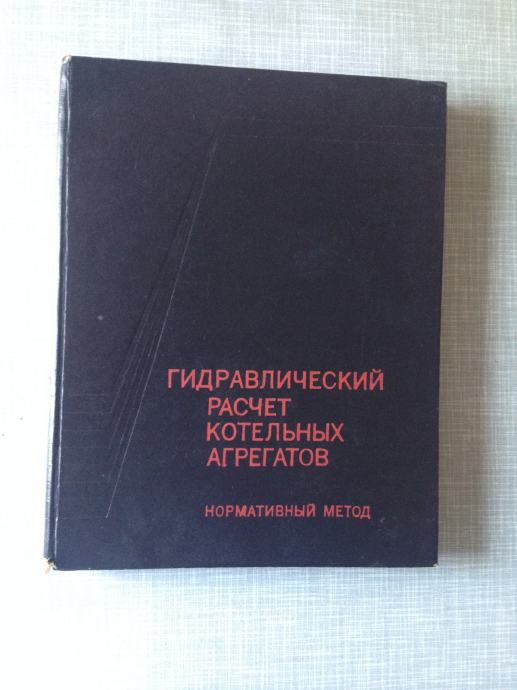 ГИДРАВЛИЧЕСКИЙ
РАСЧЕТ
КОТЕЛЬНЫХ
АГРЕГАТОВ
НОРМАТИВНЫЙ МЕТОД